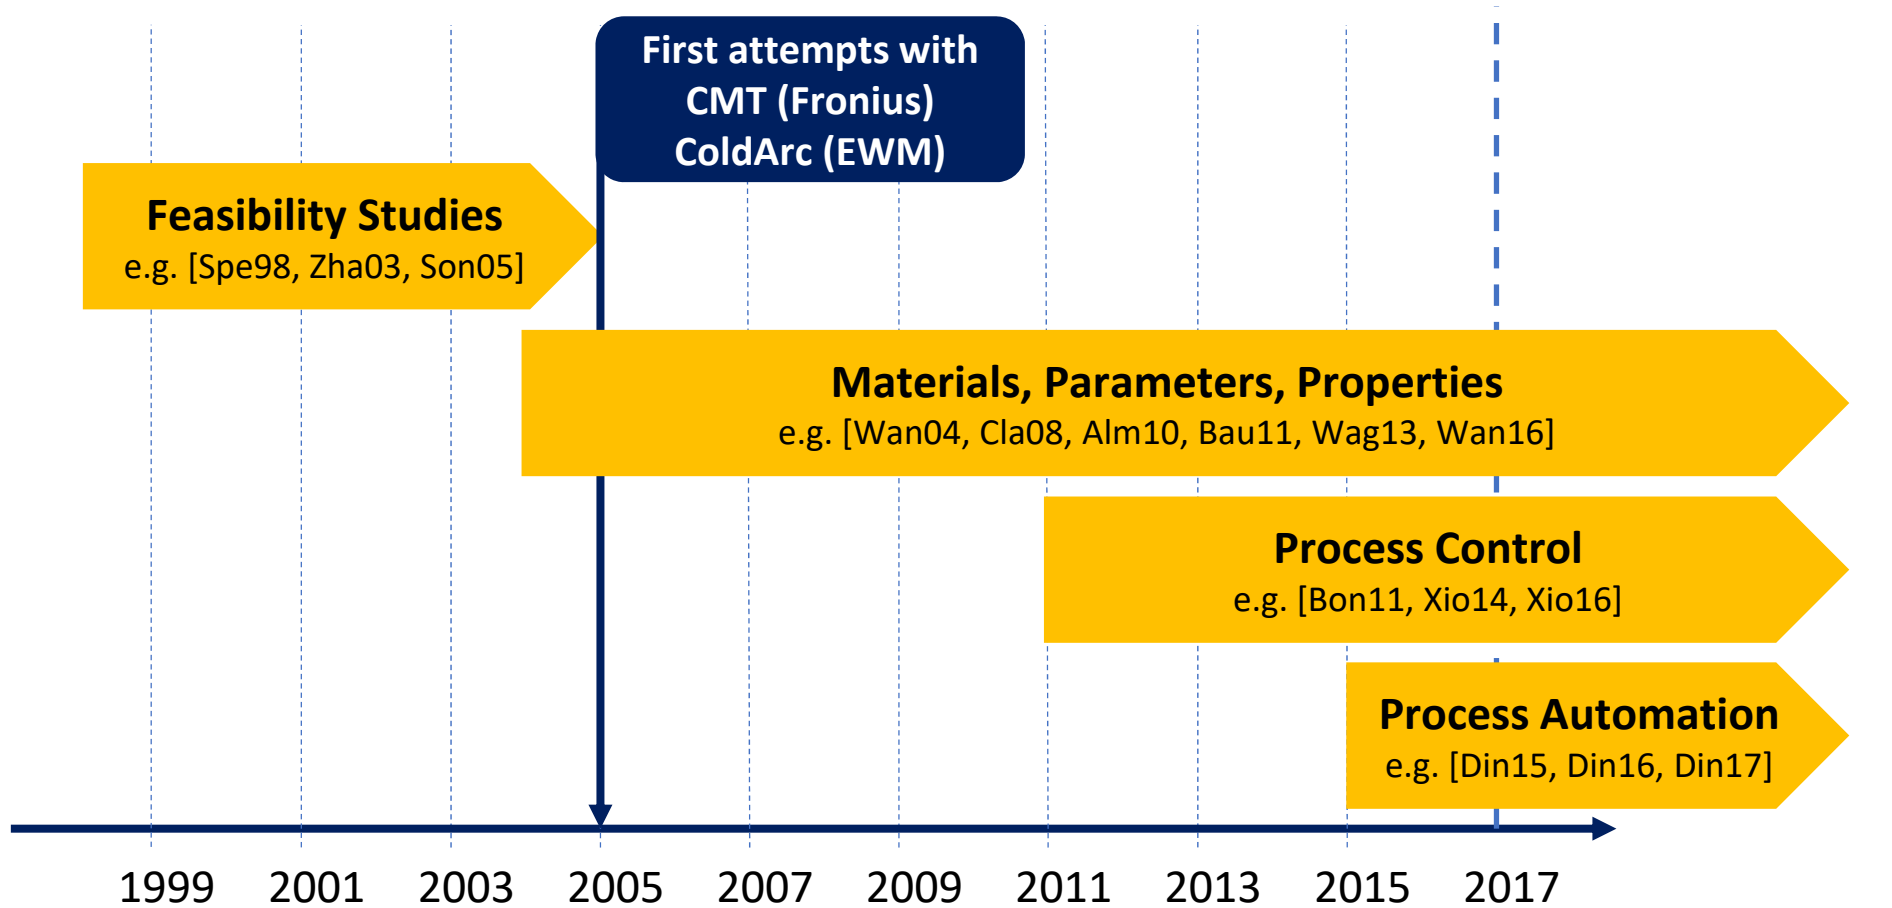 First attempts with
CMT (Fronius)
ColdArc (EWM)
Feasibility Studies
e.g. [Spe98, Zha03, Son05]
Materials, Parameters, Properties
e.g. [Wan04, Cla08, Alm10, Bau11, Wag13, Wan16]
Process Control
e.g. [Bon11, Xio14, Xio16]
Process Automation
e.g. [Din15, Din16, Din17]
1999 2001 2003 2005 2007 2009 2011 2013 2015 2017